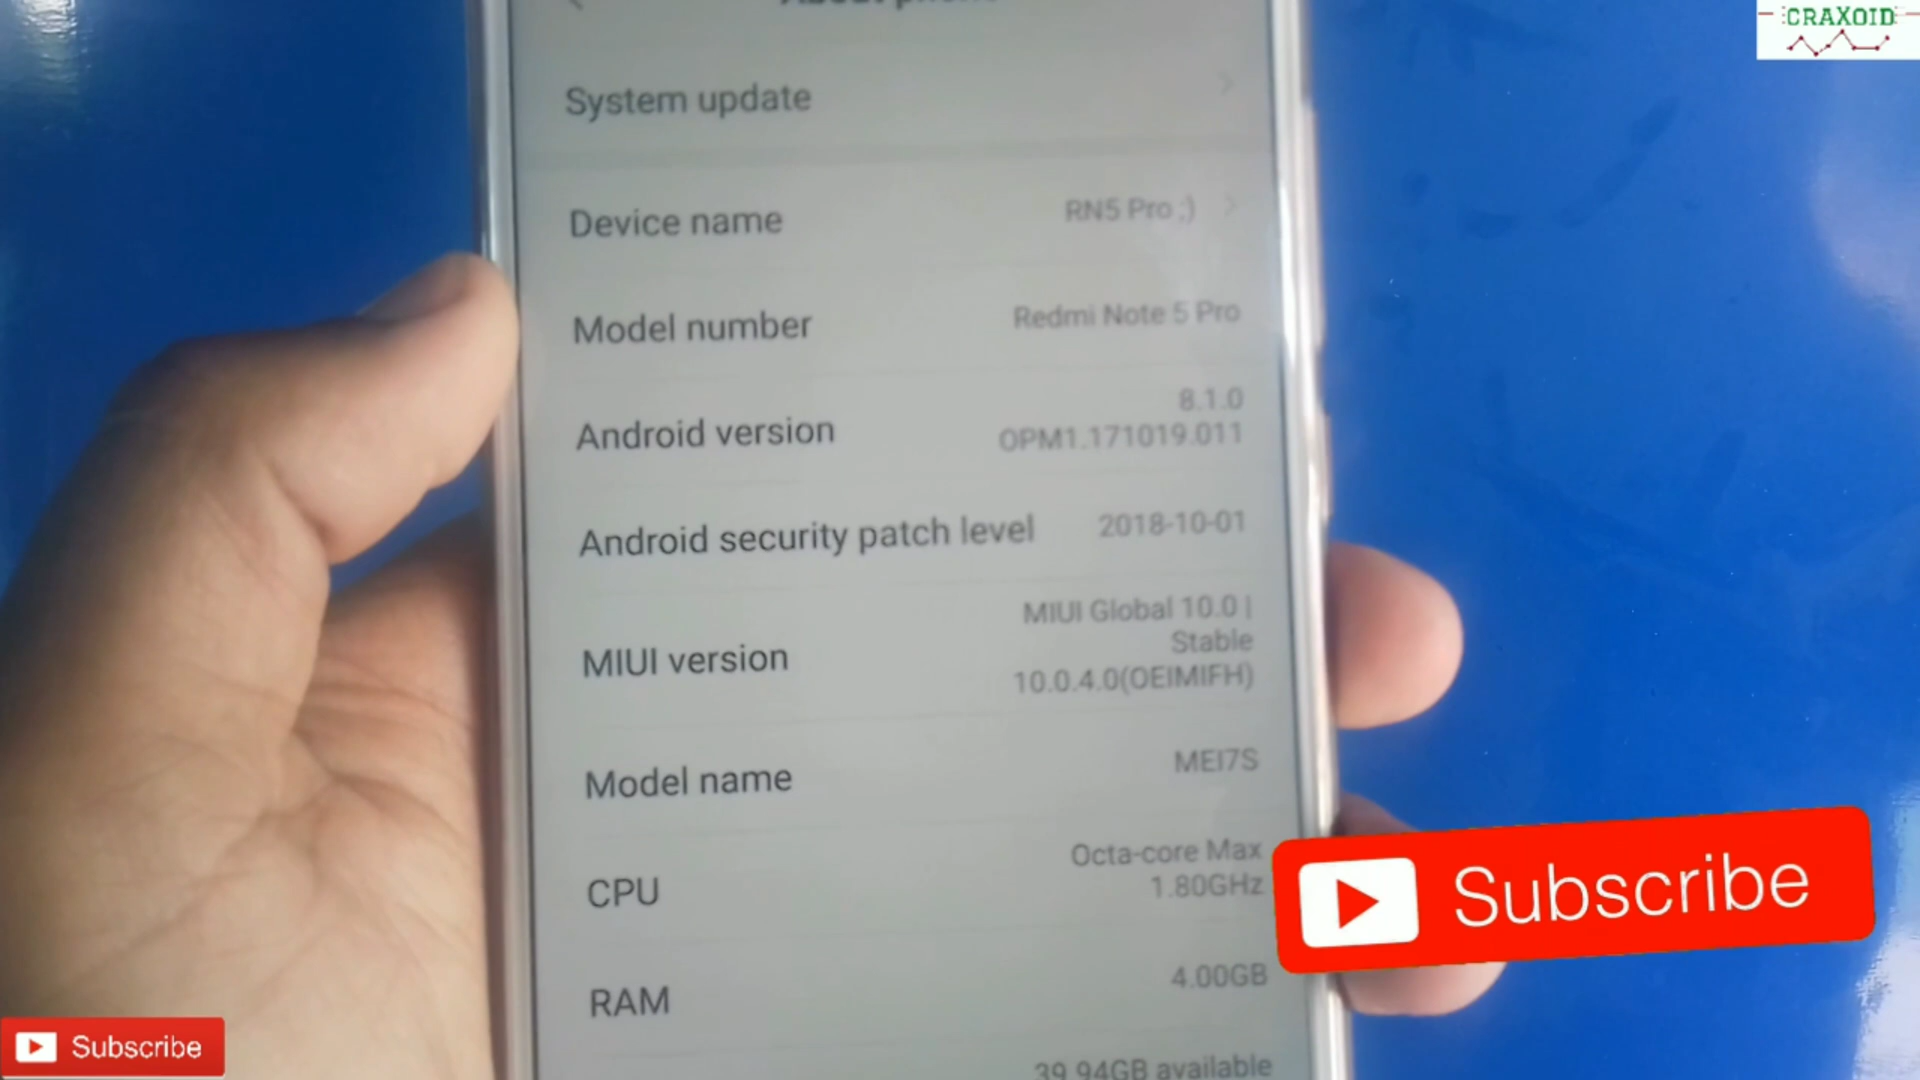 About phone
CRAXOID
System update
Device name RN5 Pro ;)
Model number Redmi Note 5 Pro
8.1.0
Android version OPM1.171019.011
Android security patch level 2018-10-01
MIUI Global 10.0 |
Stable
MIUI version 10.0.4.0(OEIMIFH)
Model name MEI7S
Octa-core Max
CPU 1.80GHz
Subscribe
RAM 4.00GB
Subscribe
39.94GB available